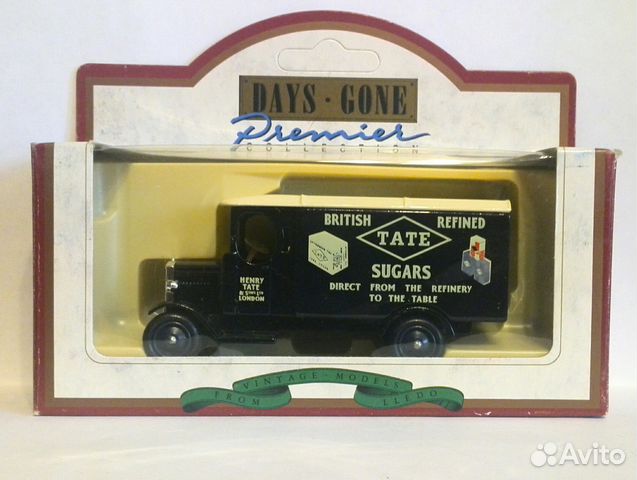 DAYS · GONE
Premier
COLLECTION
BRITISH REFINED
TATE
SUGARS
DIRECT FROM THE REFINERY
TO THE TABLE
HENRY
TATE
& Sons Ltd
LONDON
VINTAGE · MODELS
FROM LLEDO
Avito